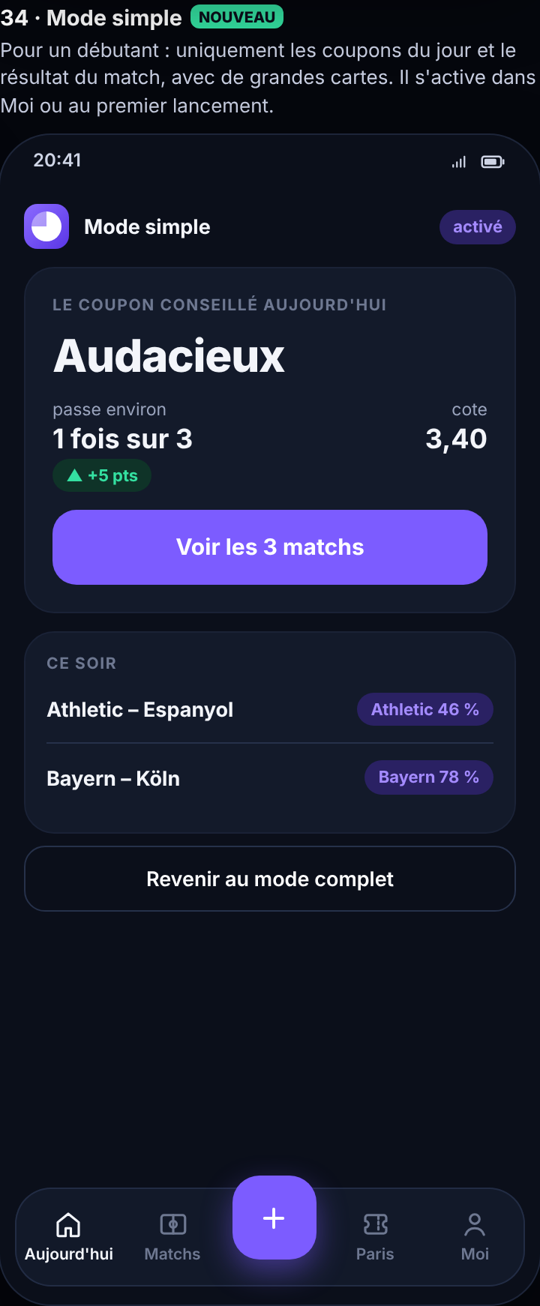 34 · Mode simple NOUVEAU
Pour un débutant : uniquement les coupons du jour et le
résultat du match, avec de grandes cartes. Il s'active dans
Moi ou au premier lancement.
20:41
Mode simple activé
LE COUPON CONSEILLÉ AUJOURD'HUI
Audacieux
passe environ cote
1 fois sur 3 3,40
▲ +5 pts
Voir les 3 matchs
CE SOIR
Athletic – Espanyol Athletic 46 %
Bayern – Köln Bayern 78 %
Revenir au mode complet
+
Aujourd'hui Matchs Paris Moi